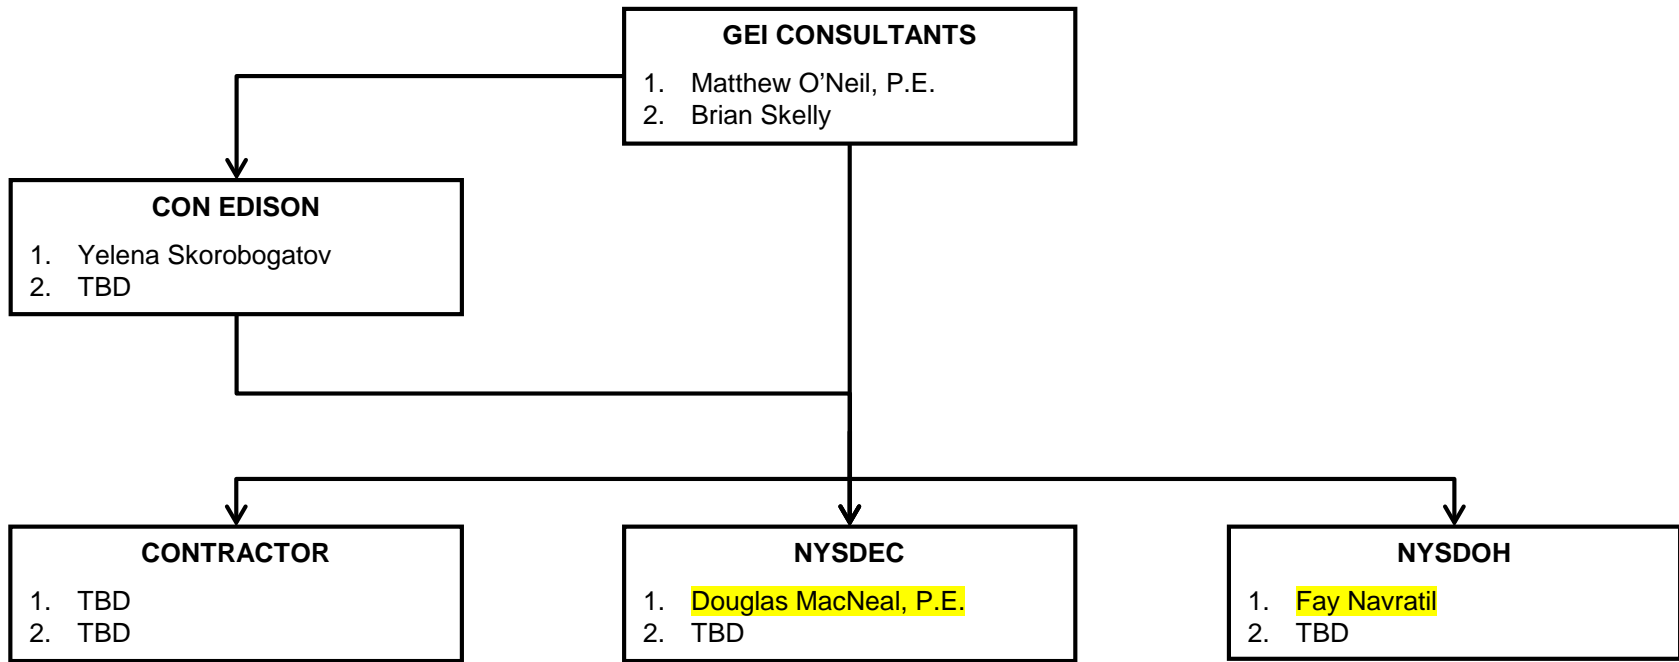 GEI CONSULTANTS
1. Matthew O’Neil, P.E.
2. Brian Skelly
CON EDISON
1. Yelena Skorobogatov
2. TBD
CONTRACTOR
1. TBD
2. TBD
NYSDEC
1. Douglas MacNeal, P.E.
2. TBD
NYSDOH
1. Fay Navratil
2. TBD